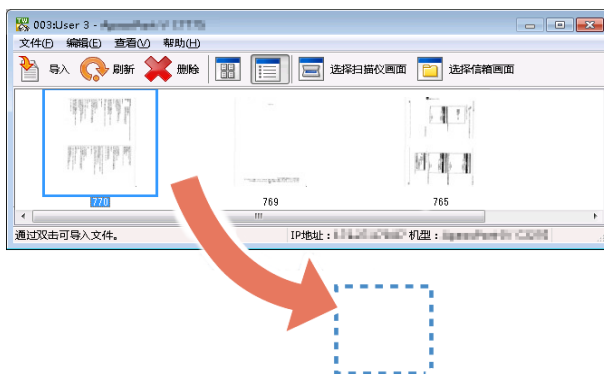 003:User 3 -
文件(F) 编辑(E) 查看(V) 帮助(H)
导入 刷新 删除 选择扫描仪画面 选择信箱画面
770 769 765
通过双击可导入文件。 IP地址: 机型: